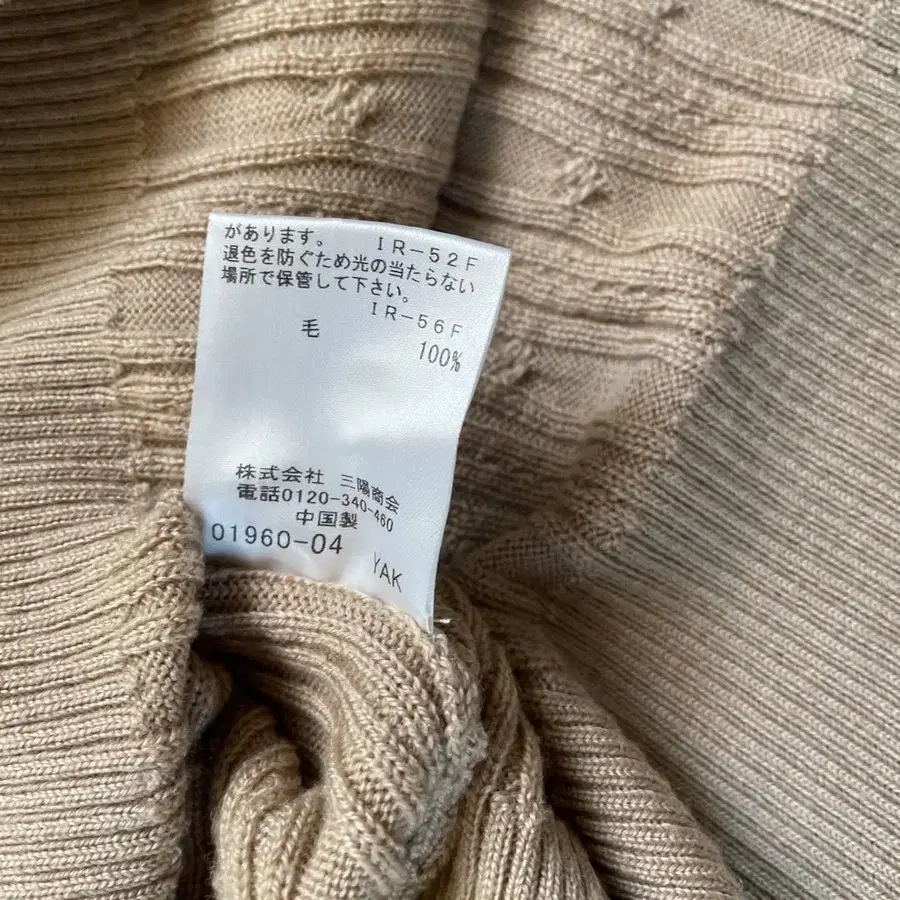 があります。 IR-52F
退色を防ぐため光の当たらない
場所で保管して下さい。
IR-56F
毛 100%
株式会社 三陽商会
電話0120-340-460
中国製
01960-04 YAK